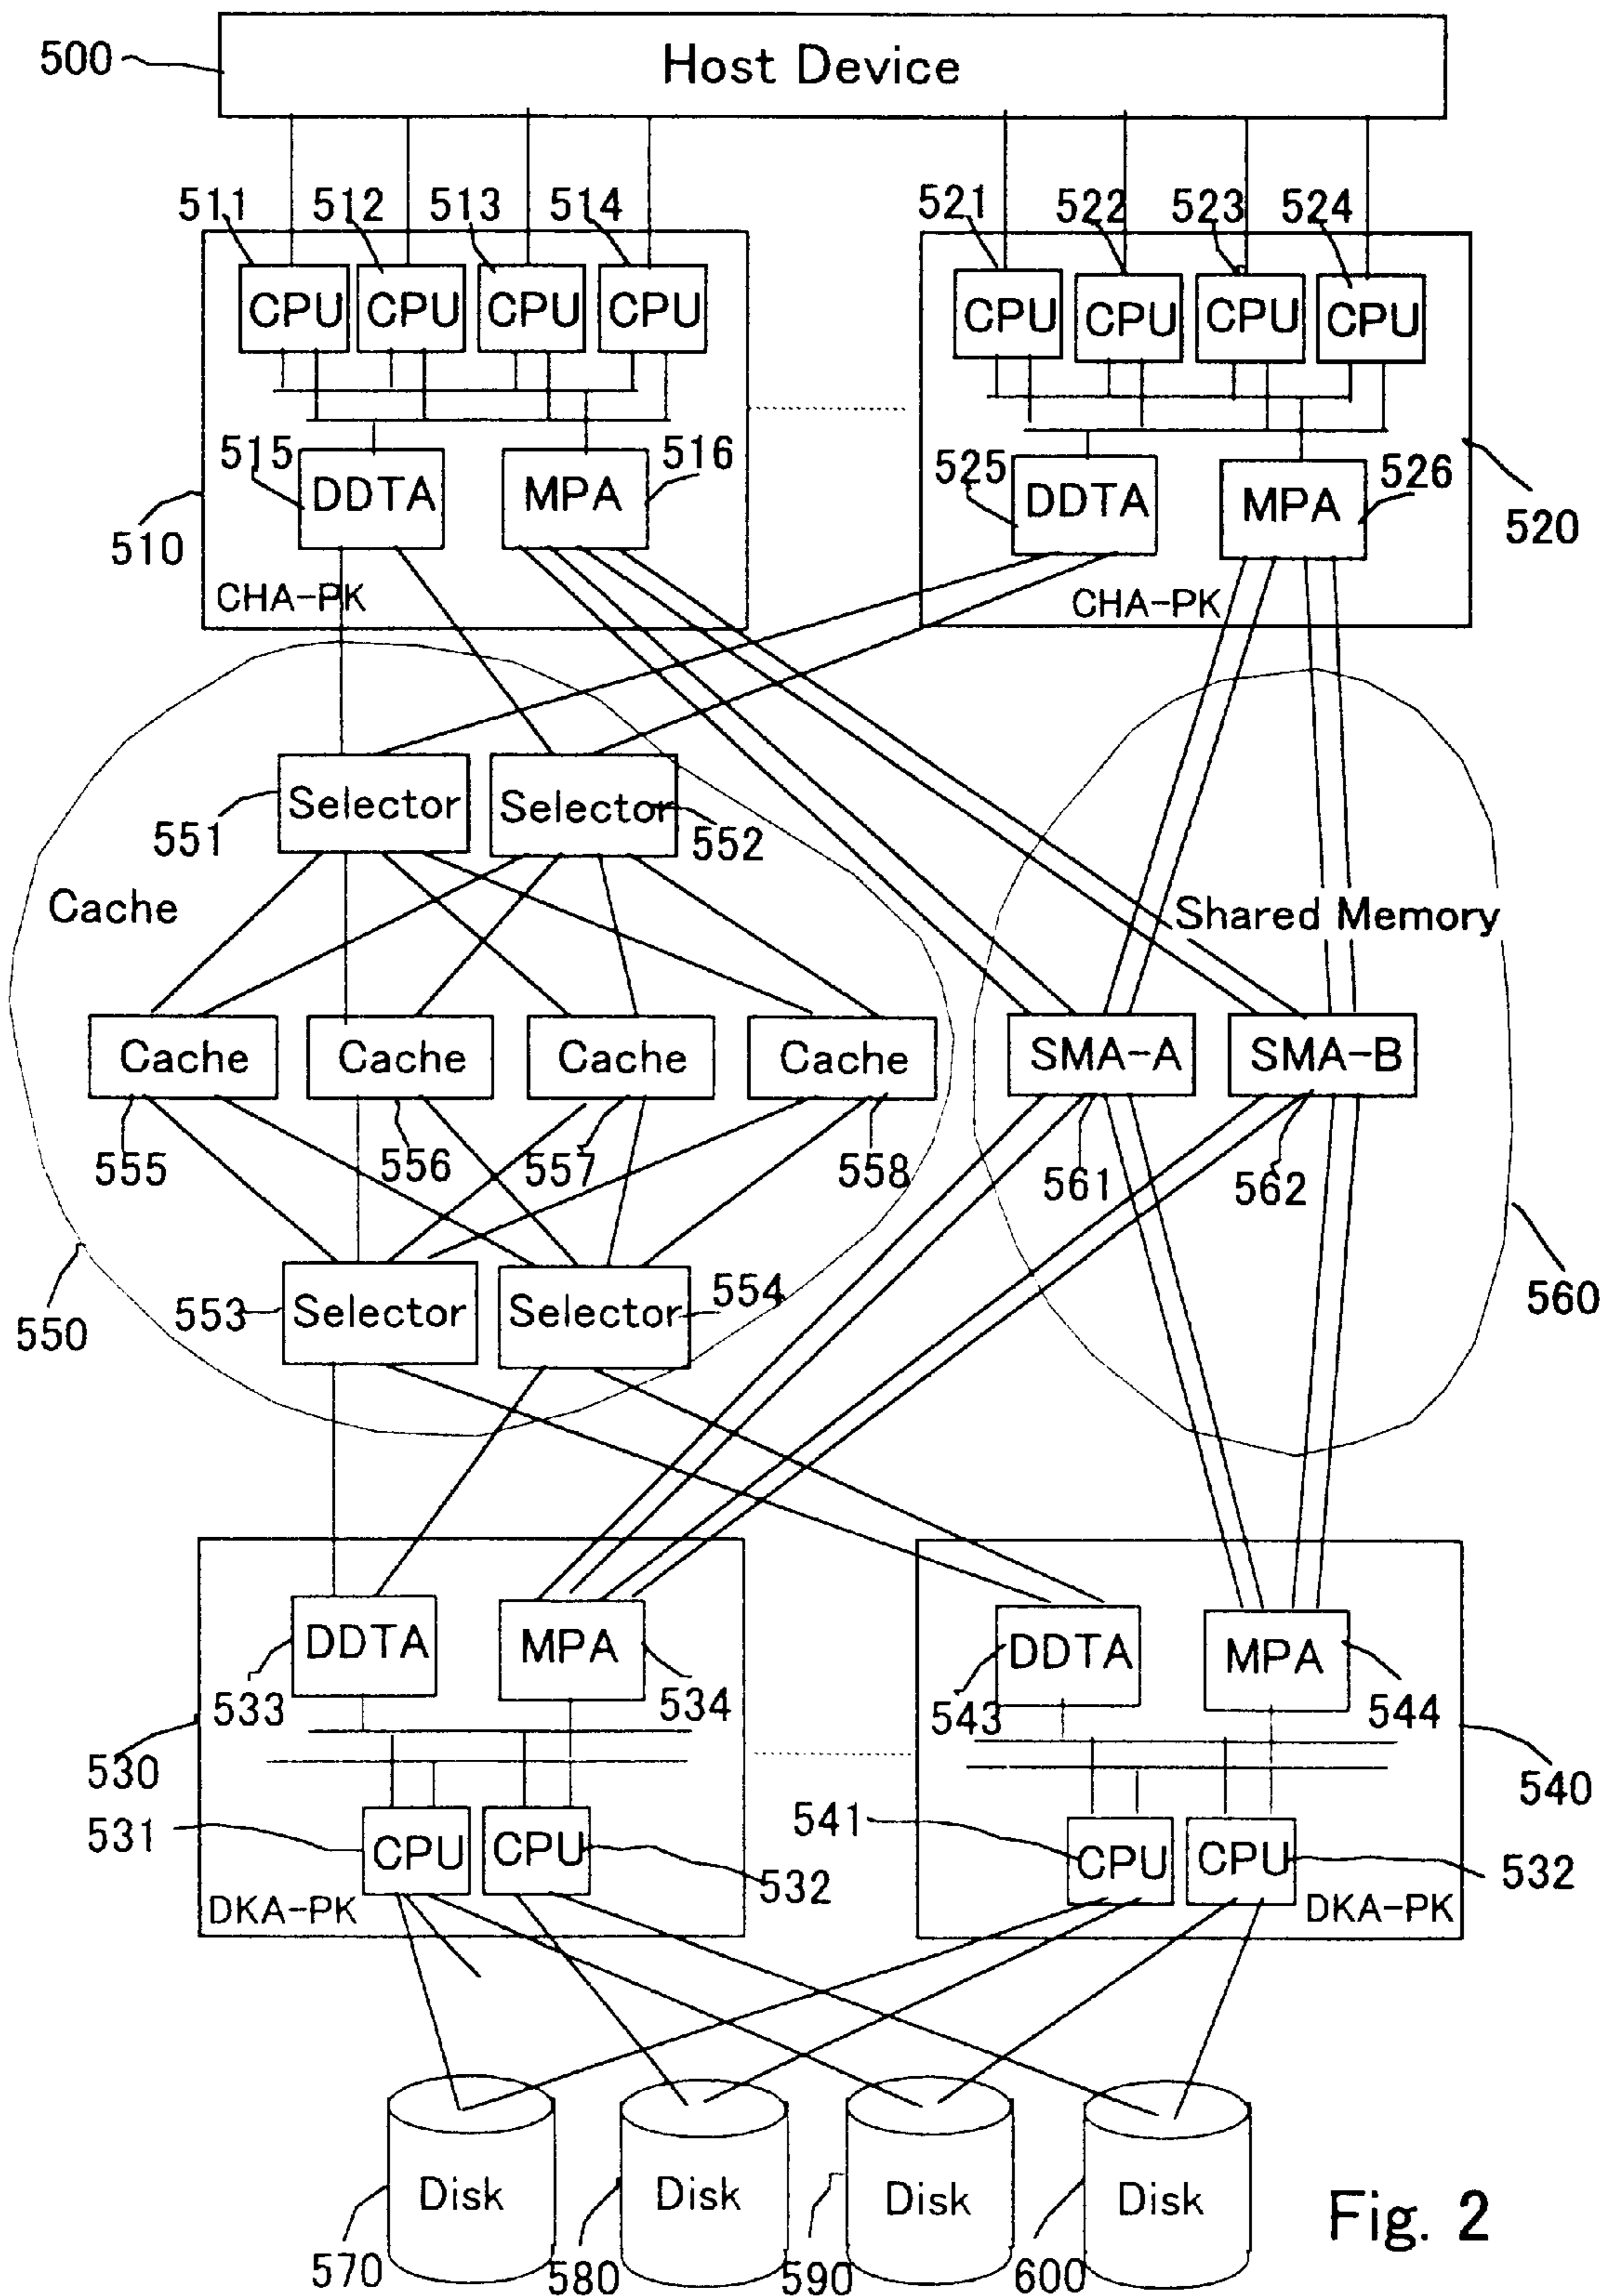 500 Host Device
511 512 513 514 521 522 523 524
CPU CPU CPU CPU CPU CPU CPU CPU
515 DDTA MPA 516 525 DDTA MPA 526
510 520
CHA-PK CHA-PK
551 Selector Selector 552
Cache Shared Memory
Cache Cache Cache Cache SMA-A SMA-B
555 556 557 558 561 562
553 Selector Selector 554
550 560
DDTA MPA DDTA MPA
533 534 543 544
530 540
531 CPU CPU 532 541 CPU CPU 532
DKA-PK DKA-PK
Disk Disk Disk Disk
570 580 590 600
Fig. 2